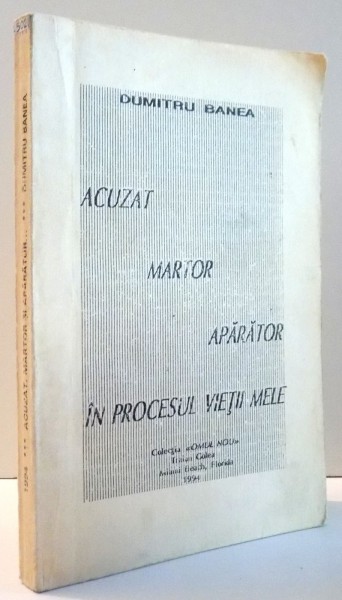 DUMITRU BANEA
ACUZAT
MARTOR
APĂRĂTOR
ÎN PROCESUL VIEȚII MELE
Colecția «OMUL NOU»
Traian Golea
Miami Beach, Florida
1994
1994 *** ACUZAT, MARTOR ȘI APĂRĂTOR... *** DUMITRU BANEA